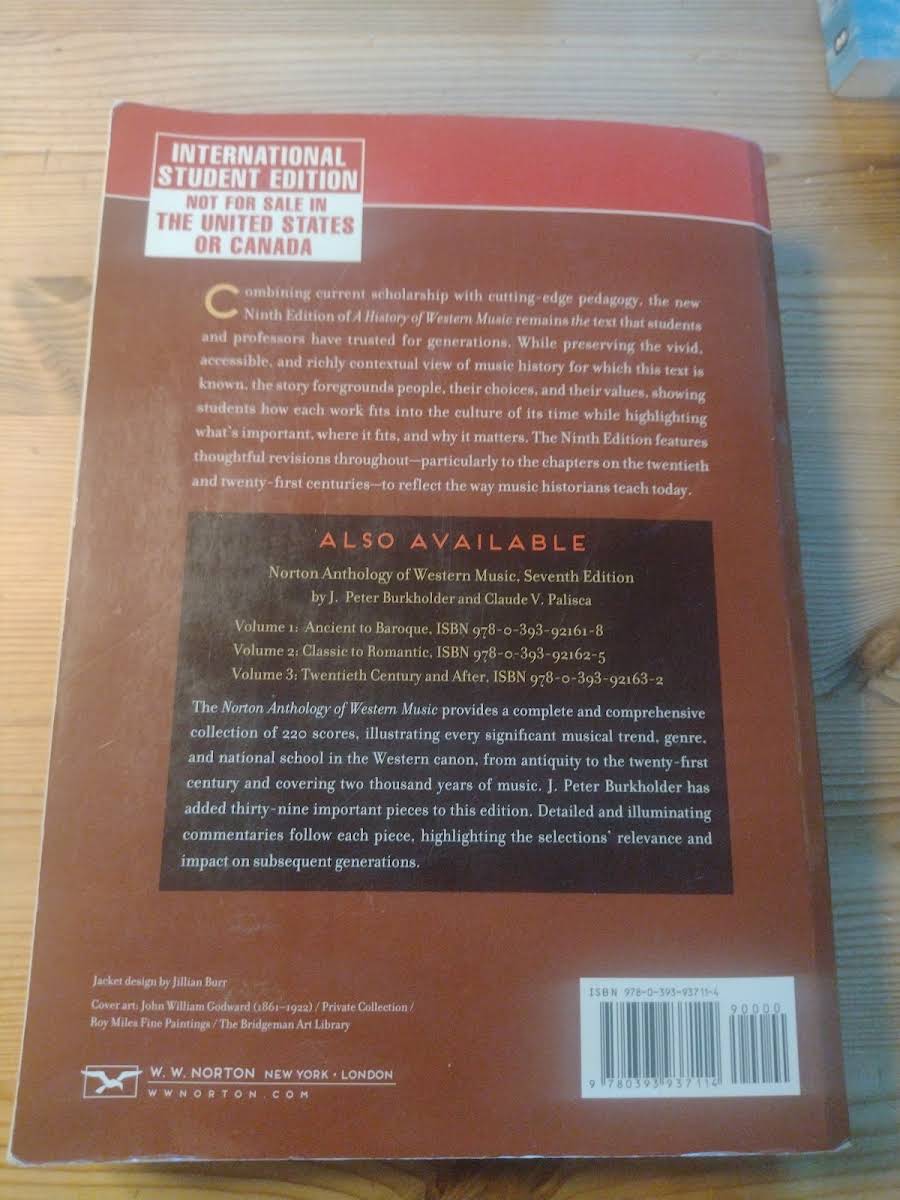 INTERNATIONAL
STUDENT EDITION
NOT FOR SALE IN
THE UNITED STATES
OR CANADA
Combining current scholarship with cutting-edge pedagogy, the new
Ninth Edition of A History of Western Music remains the text that students
and professors have trusted for generations. While preserving the vivid,
accessible, and richly contextual view of music history for which this text is
known, the story foregrounds people, their choices, and their values, showing
students how each work fits into the culture of its time while highlighting
what's important, where it fits, and why it matters. The Ninth Edition features
thoughtful revisions throughout—particularly to the chapters on the twentieth
and twenty-first centuries—to reflect the way music historians teach today.
ALSO AVAILABLE
Norton Anthology of Western Music, Seventh Edition
by J. Peter Burkholder and Claude V. Palisca
Volume 1: Ancient to Baroque, ISBN 978-0-393-92161-8
Volume 2: Classic to Romantic, ISBN 978-0-393-92162-5
Volume 3: Twentieth Century and After, ISBN 978-0-393-92163-2
The Norton Anthology of Western Music provides a complete and comprehensive
collection of 220 scores, illustrating every significant musical trend, genre,
and national school in the Western canon, from antiquity to the twenty-first
century and covering two thousand years of music. J. Peter Burkholder has
added thirty-nine important pieces to this edition. Detailed and illuminating
commentaries follow each piece, highlighting the selections' relevance and
impact on subsequent generations.
Jacket design by Jillian Burr
Cover art: John William Godward (1861–1922) / Private Collection /
Roy Miles Fine Paintings / The Bridgeman Art Library
W. W. NORTON NEW YORK · LONDON
WWNORTON.COM
ISBN 978-0-393-93711-4
90000
9 780393 937114